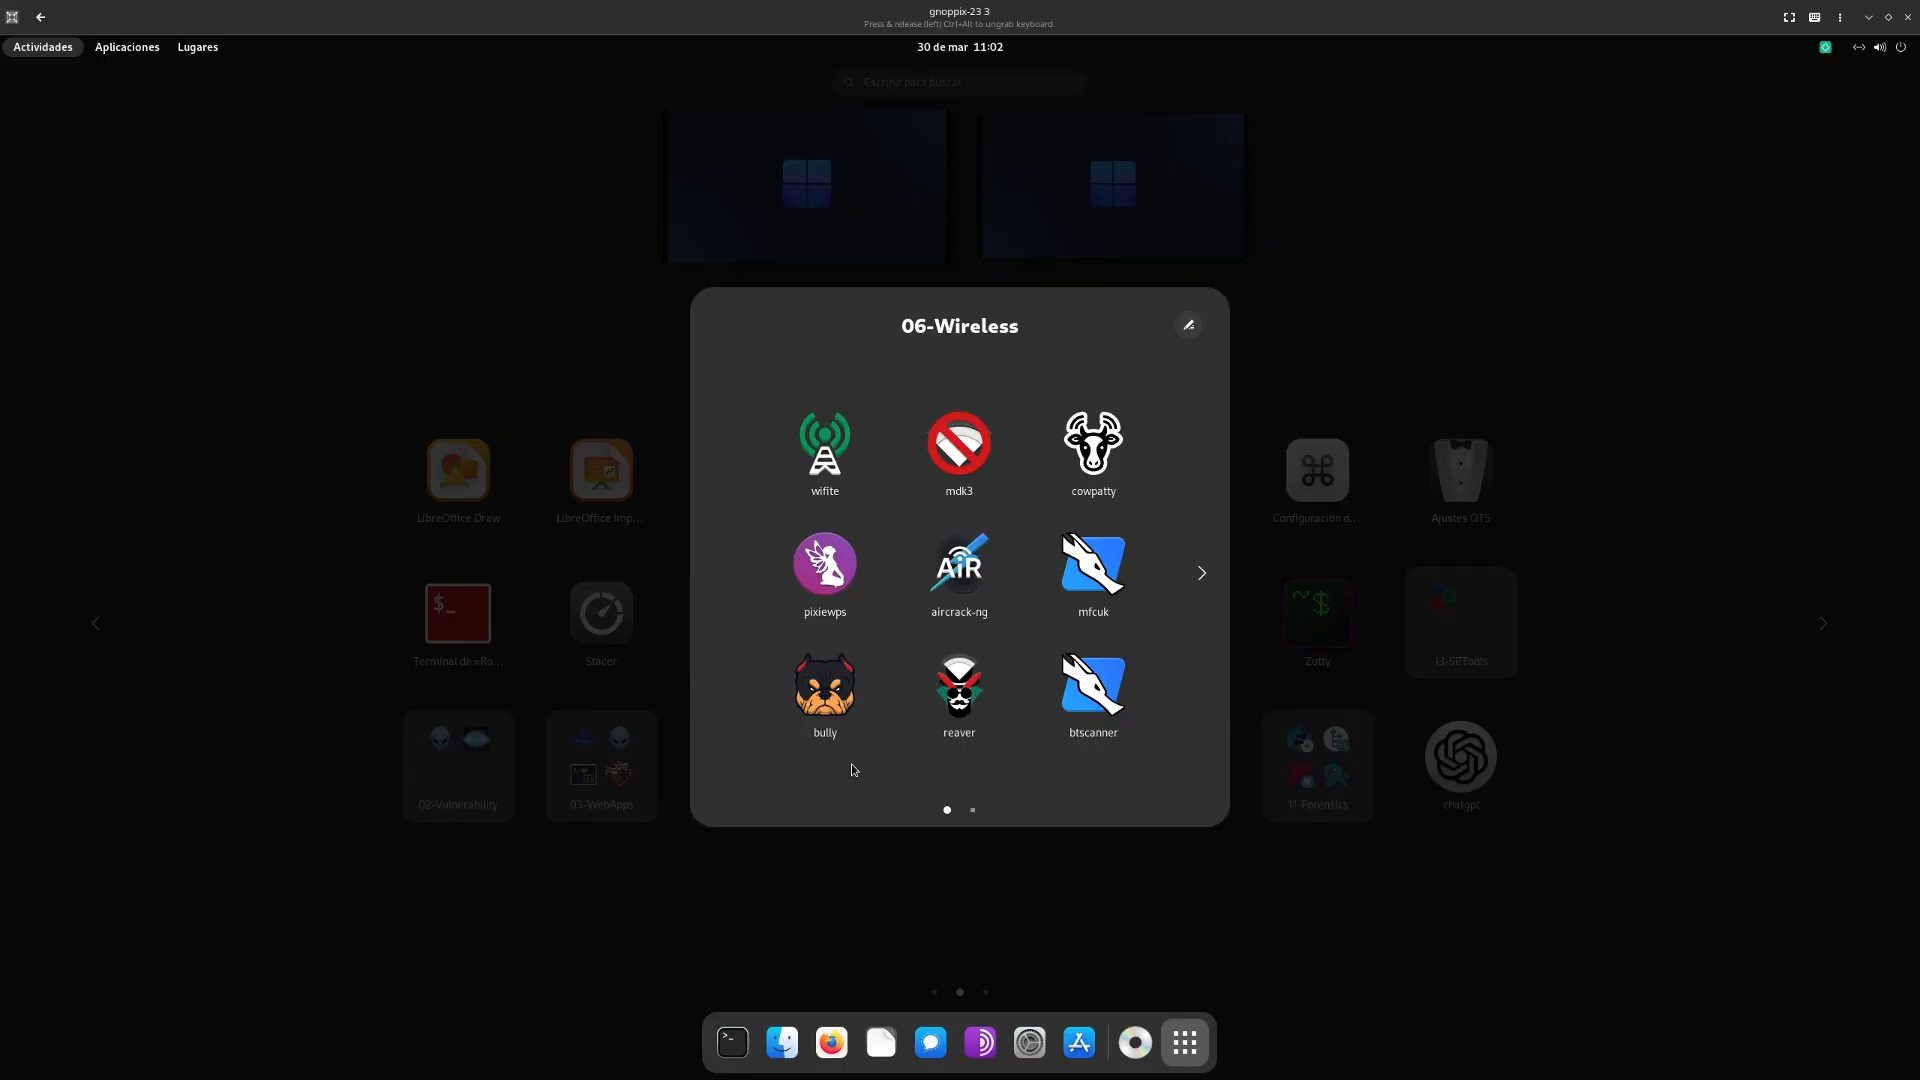 gnoppix-23 3
Press & release (left) Ctrl+Alt to ungrab keyboard.
Actividades Aplicaciones Lugares 30 de mar 11:02
Escribir para buscar
06-Wireless
wifite mdk3 cowpatty
LibreOffice Draw LibreOffice Imp... Configuración d... Ajustes QT5
pixiewps aircrack-ng mfcuk
AIR
$_
~$
Terminal de «Ro... Stacer Zutty 13-SETools
bully reaver btscanner
02-Vulnerability 03-WebApps 11-Forensics chatgpt
>_